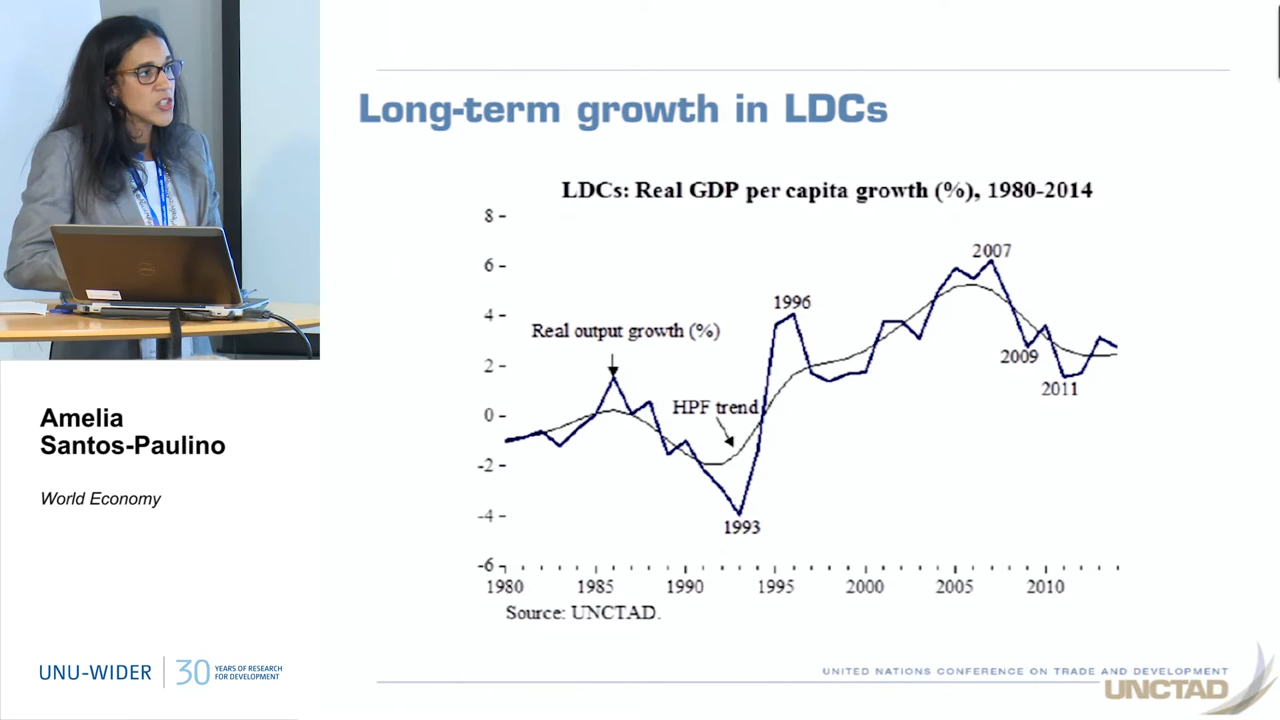 Long-term growth in LDCs
LDCs: Real GDP per capita growth (%), 1980-2014
8
6
4
2
0
-2
-4
-6
2007
1996
Real output growth (%)
2009
2011
HPF trend
1993
1980 1985 1990 1995 2000 2005 2010
Source: UNCTAD.
Amelia
Santos-Paulino
World Economy
UNU-WIDER
30
YEARS OF RESEARCH
FOR DEVELOPMENT
UNITED NATIONS CONFERENCE ON TRADE AND DEVELOPMENT
UNCTAD